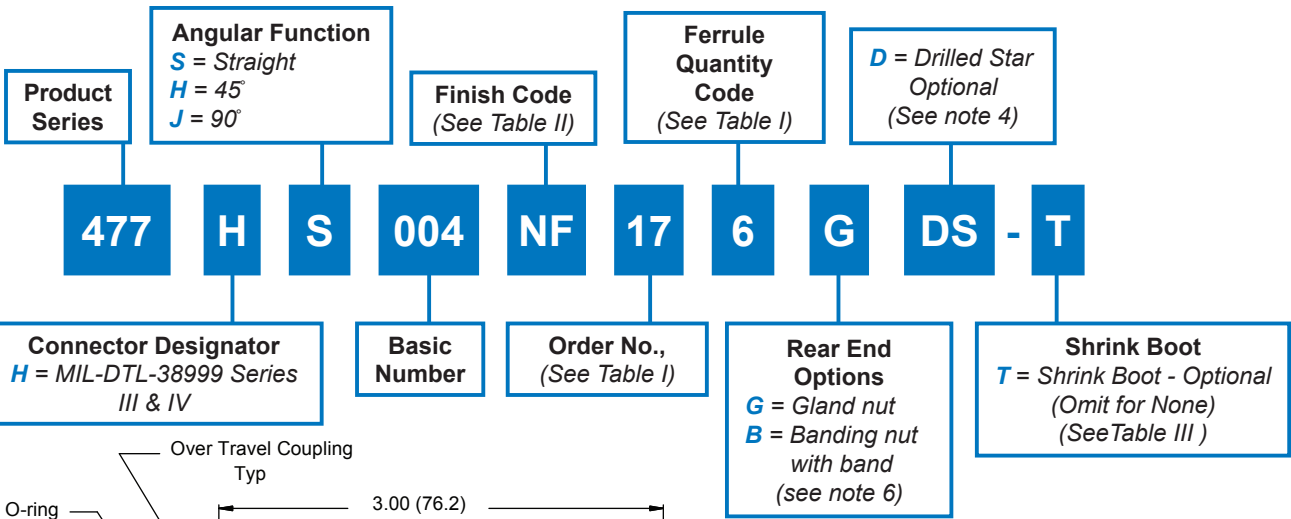 Product
Series
Angular Function
S = Straight
H = 45°
J = 90°
Finish Code
(See Table II)
Ferrule
Quantity
Code
(See Table I)
D = Drilled Star
Optional
(See note 4)
477 H S 004 NF 17 6 G DS - T
Connector Designator
H = MIL-DTL-38999 Series
III & IV
Basic
Number
Order No.,
(See Table I)
Rear End
Options
G = Gland nut
B = Banding nut
with band
(see note 6)
Shrink Boot
T = Shrink Boot - Optional
(Omit for None)
(SeeTable III )
Over Travel Coupling
Typ
O-ring
3.00 (76.2)